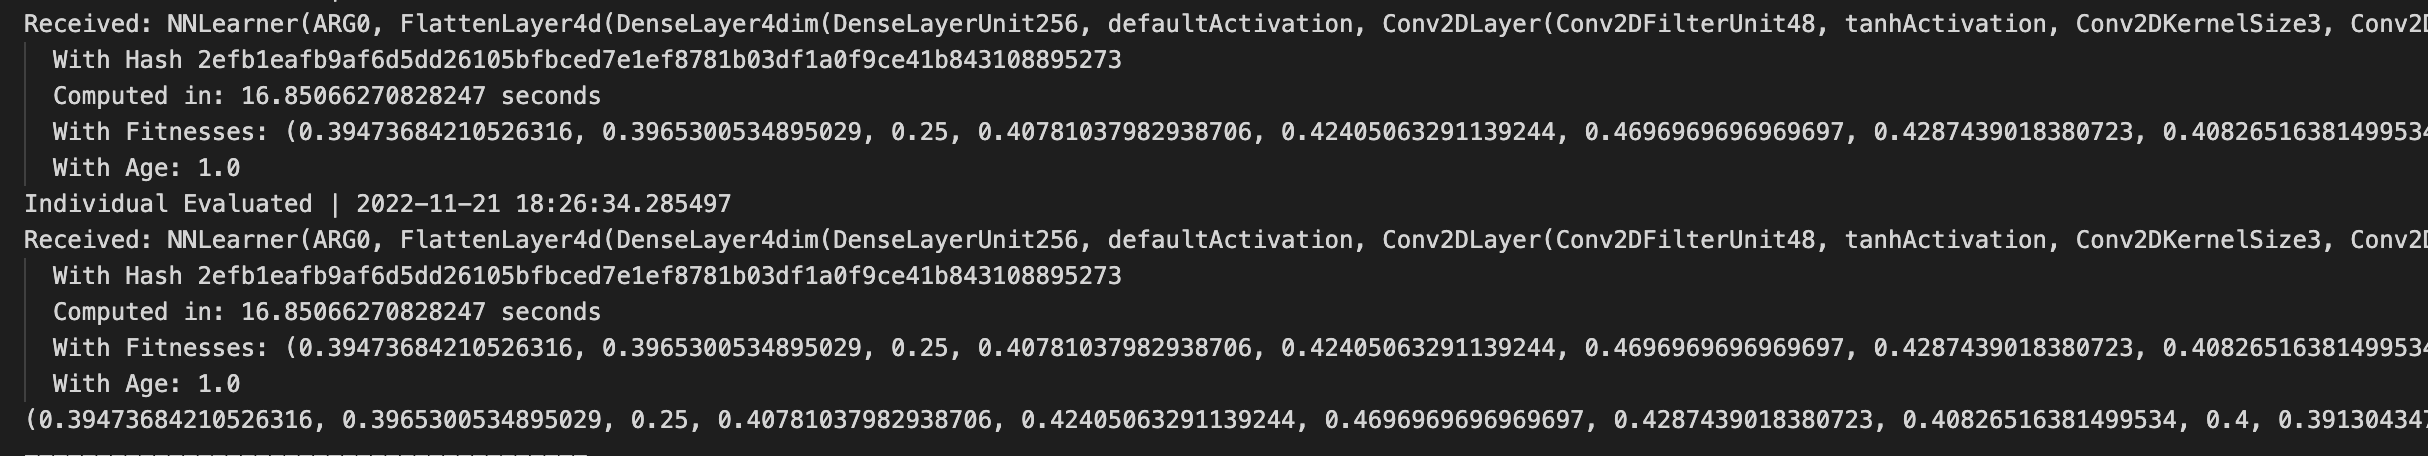 Received: NNLearner(ARG0, FlattenLayer4d(DenseLayer4dim(DenseLayerUnit256, defaultActivation, Conv2DLayer(Conv2DFilterUnit48, tanhActivation, Conv2DKernelSize3, Conv2D
With Hash 2efb1eafb9af6d5dd26105bfbced7e1ef8781b03df1a0f9ce41b843108895273
Computed in: 16.85066270828247 seconds
With Fitnesses: (0.39473684210526316, 0.3965300534895029, 0.25, 0.40781037982938706, 0.42405063291139244, 0.4696969696969697, 0.4287439018380723, 0.40826516381499534
With Age: 1.0
Individual Evaluated | 2022-11-21 18:26:34.285497
Received: NNLearner(ARG0, FlattenLayer4d(DenseLayer4dim(DenseLayerUnit256, defaultActivation, Conv2DLayer(Conv2DFilterUnit48, tanhActivation, Conv2DKernelSize3, Conv2D
With Hash 2efb1eafb9af6d5dd26105bfbced7e1ef8781b03df1a0f9ce41b843108895273
Computed in: 16.85066270828247 seconds
With Fitnesses: (0.39473684210526316, 0.3965300534895029, 0.25, 0.40781037982938706, 0.42405063291139244, 0.4696969696969697, 0.4287439018380723, 0.40826516381499534
With Age: 1.0
(0.39473684210526316, 0.3965300534895029, 0.25, 0.40781037982938706, 0.42405063291139244, 0.4696969696969697, 0.4287439018380723, 0.40826516381499534, 0.4, 0.391304347